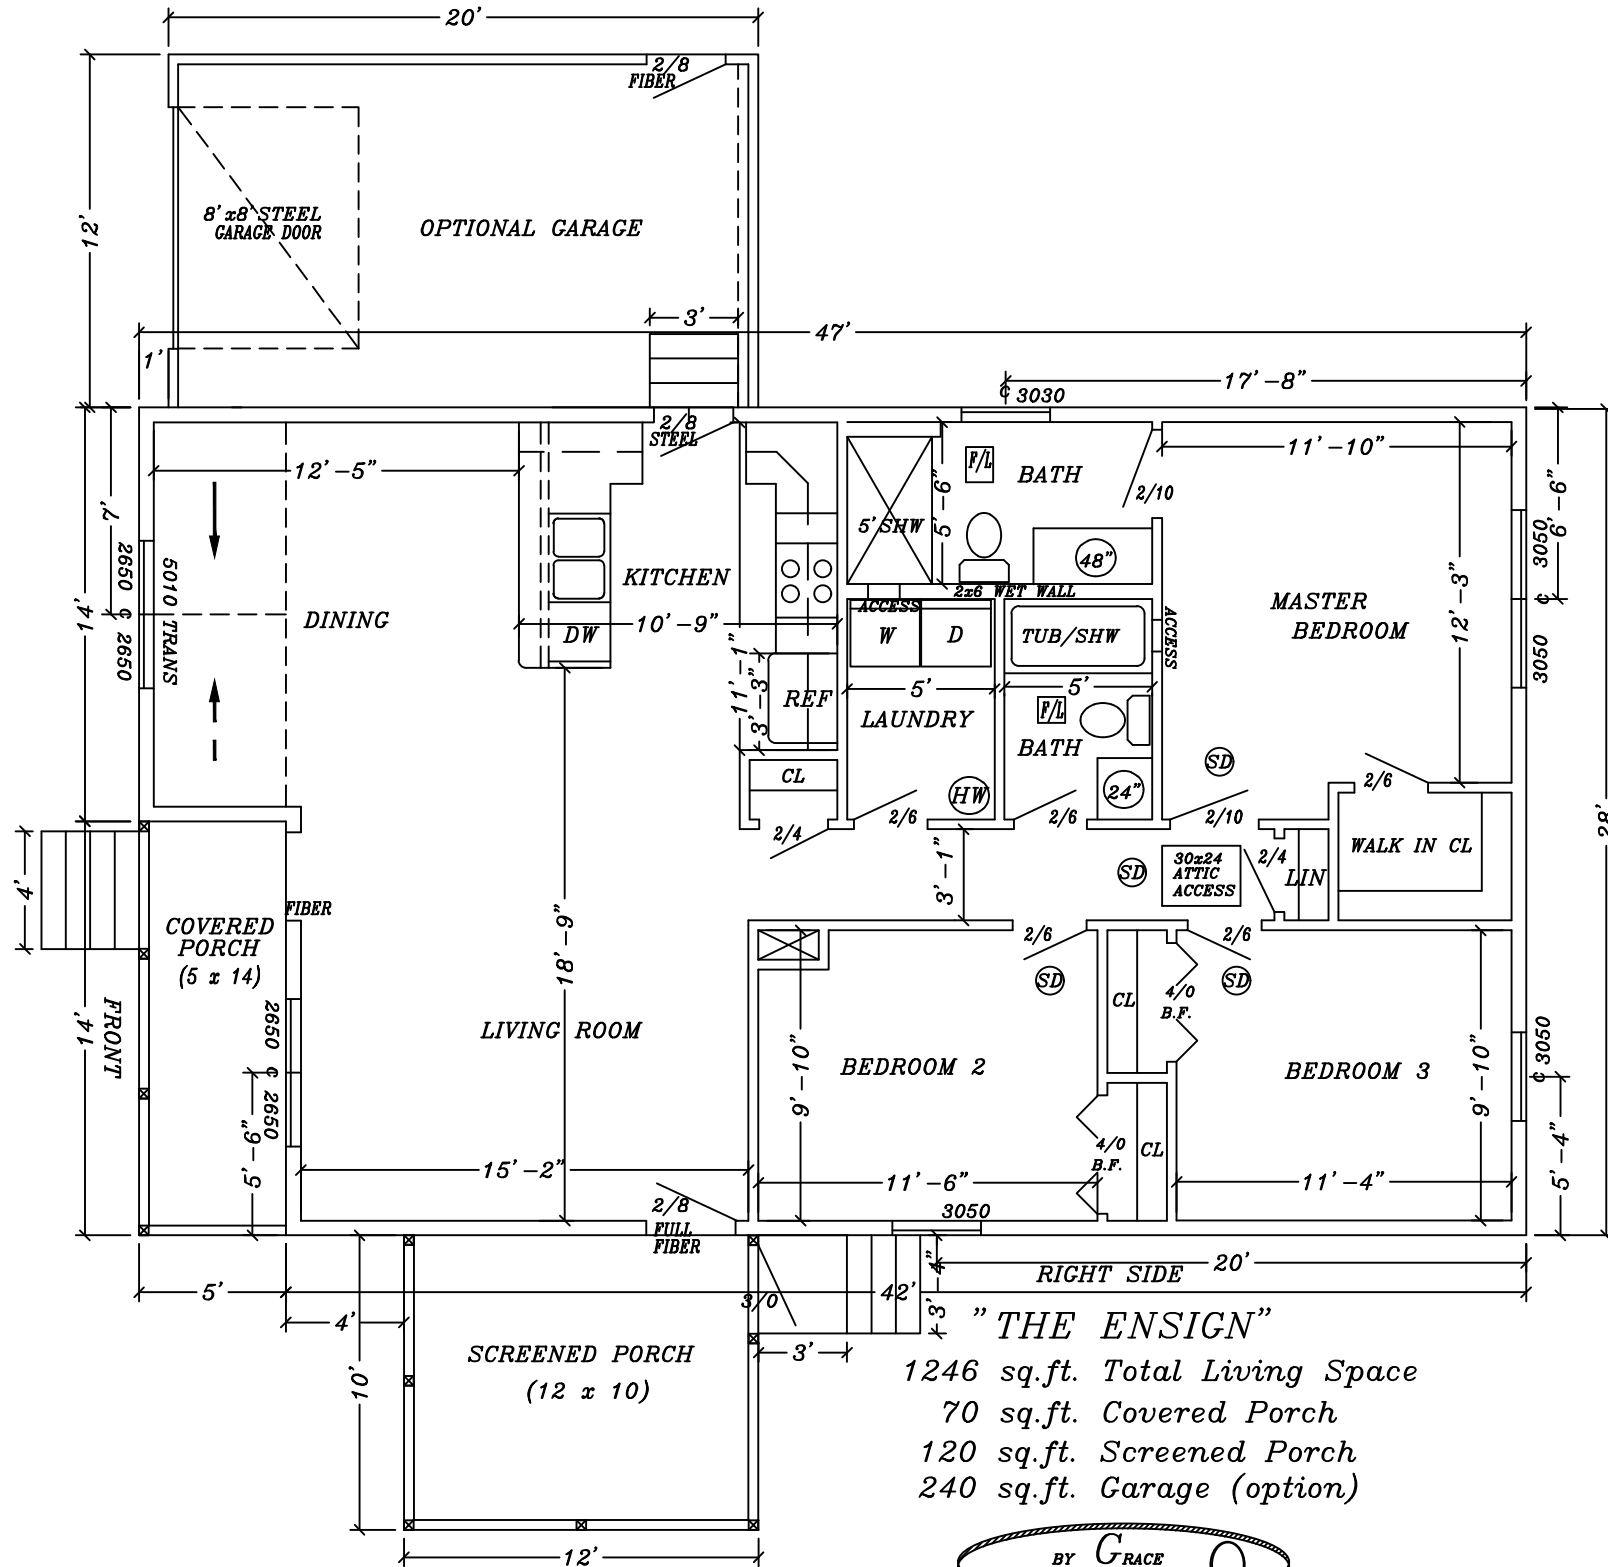 20'
2/8
FIBER
12'
8'x8' STEEL
GARAGE DOOR
OPTIONAL GARAGE
3'
47'
1'
17'-8"
3030
2/8
STEEL
12'-5"
F/L
BATH
11'-10"
2/10
5'-6"
5' SHW
6'-6"
7'
14'
2650 C 2650
5010 TRANS
DINING
KITCHEN
10'-9"
DW
48"
2x6 WET WALL
ACCESS
W
D
TUB/SHW
ACCESS
MASTER
BEDROOM
12'-3"
3050 C 3050
11'-1"
3'-3"
REF
5'
LAUNDRY
5'
F/L
BATH
CL
HW
24"
SD
2/6
2/4
2/6
2/6
2/10
28'
4'
FIBER
COVERED
PORCH
(5 x 14)
3'-1"
SD
30x24
ATTIC
ACCESS
2/4
LIN
WALK IN CL
18'-9"
2/6
2/6
SD
SD
CL
4/0
B.F.
14'
FRONT
2650 C 2650
LIVING ROOM
BEDROOM 2
9'-10"
BEDROOM 3
9'-10"
C 3050
5'-6"
5'-4"
4/0
B.F.
CL
15'-2"
11'-6"
11'-4"
2/8
FULL
FIBER
3050
5'
42'
3'-4"
RIGHT SIDE
20'
4'
3/0
3'
10'
SCREENED PORCH
(12 x 10)
12'
"THE ENSIGN"
1246 sq.ft. Total Living Space
70 sq.ft. Covered Porch
120 sq.ft. Screened Porch
240 sq.ft. Garage (option)
BY GRACE